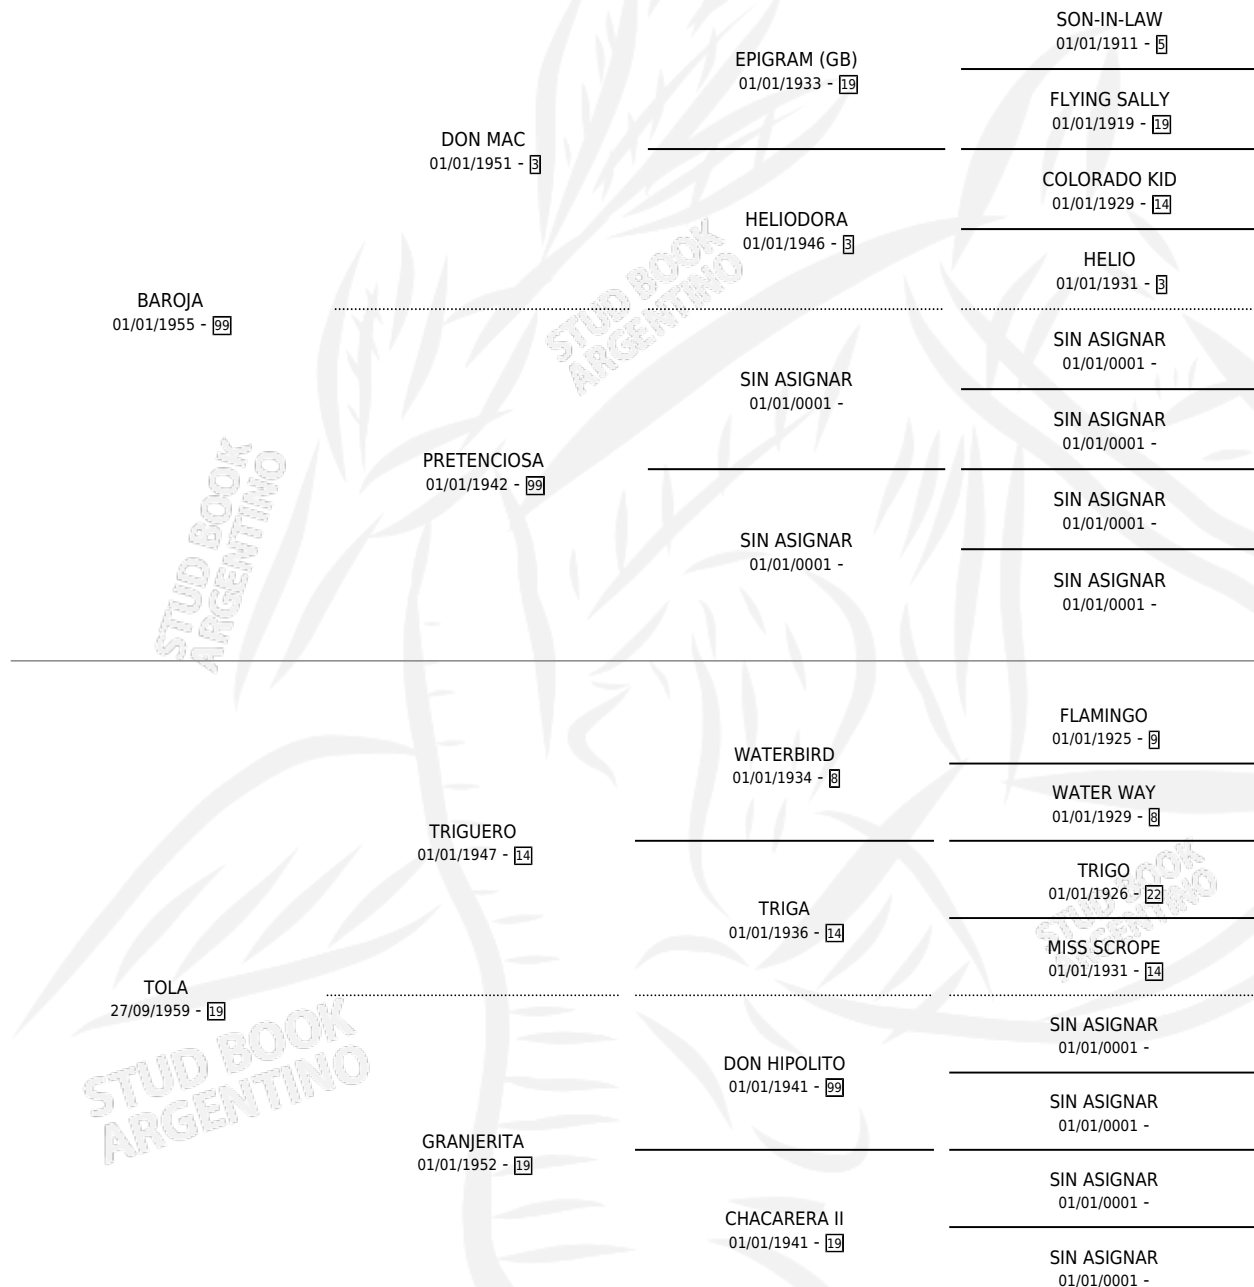 SON-IN-LAW
01/01/1911 - 5
EPIGRAM (GB)
01/01/1933 - 19
FLYING SALLY
01/01/1919 - 19
DON MAC
01/01/1951 - 3
COLORADO KID
01/01/1929 - 14
HELIODORA
01/01/1946 - 3
HELIO
01/01/1931 - 3
BAROJA
01/01/1955 - 99
SIN ASIGNAR
01/01/0001 -
SIN ASIGNAR
01/01/0001 -
SIN ASIGNAR
01/01/0001 -
PRETENCIOSA
01/01/1942 - 99
SIN ASIGNAR
01/01/0001 -
SIN ASIGNAR
01/01/0001 -
SIN ASIGNAR
01/01/0001 -
FLAMINGO
01/01/1925 - 9
WATERBIRD
01/01/1934 - 8
WATER WAY
01/01/1929 - 8
TRIGUERO
01/01/1947 - 14
TRIGO
01/01/1926 - 22
TRIGA
01/01/1936 - 14
MISS SCROPE
01/01/1931 - 14
TOLA
27/09/1959 - 19
SIN ASIGNAR
01/01/0001 -
DON HIPOLITO
01/01/1941 - 99
SIN ASIGNAR
01/01/0001 -
GRANJERITA
01/01/1952 - 19
SIN ASIGNAR
01/01/0001 -
CHACARERA II
01/01/1941 - 19
SIN ASIGNAR
01/01/0001 -
STUD BOOK
ARGENTINO
STUD BOOK
ARGENTINO
STUD BOOK
ARGENTINO
STUD BOOK
ARGENTINO